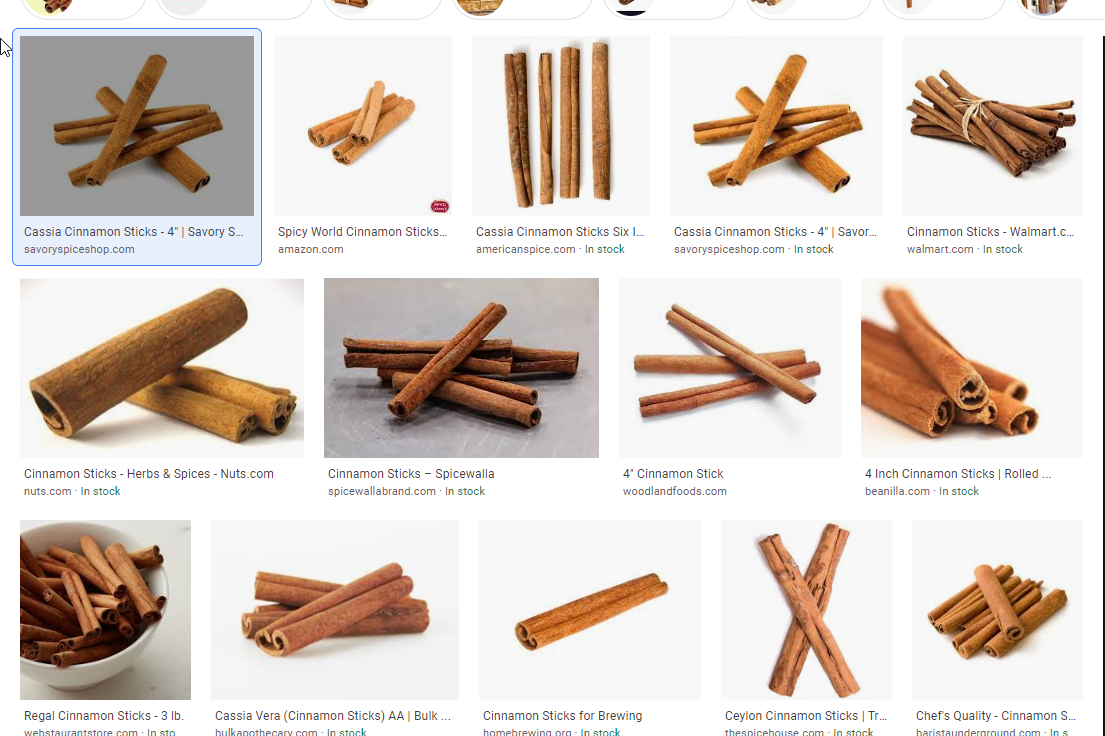 Cassia Cinnamon Sticks - 4" | Savory S...
savoryspiceshop.com
Spicy World Cinnamon Sticks...
amazon.com
Cassia Cinnamon Sticks Six I...
americanspice.com · In stock
Cassia Cinnamon Sticks - 4" | Savor...
savoryspiceshop.com · In stock
Cinnamon Sticks - Walmart.c...
walmart.com · In stock
Cinnamon Sticks - Herbs & Spices - Nuts.com
nuts.com · In stock
Cinnamon Sticks – Spicewalla
spicewallabrand.com · In stock
4" Cinnamon Stick
woodlandfoods.com
4 Inch Cinnamon Sticks | Rolled ...
beanilla.com · In stock
Regal Cinnamon Sticks - 3 lb.
webstaurantstore.com · In sto...
Cassia Vera (Cinnamon Sticks) AA | Bulk ...
bulkapothecary.com · In stock
Cinnamon Sticks for Brewing
homebrewing.org · In stock
Ceylon Cinnamon Sticks | Tr...
thespicehouse.com · In stock
Chef's Quality - Cinnamon S...
baristaunderground.com · In s...